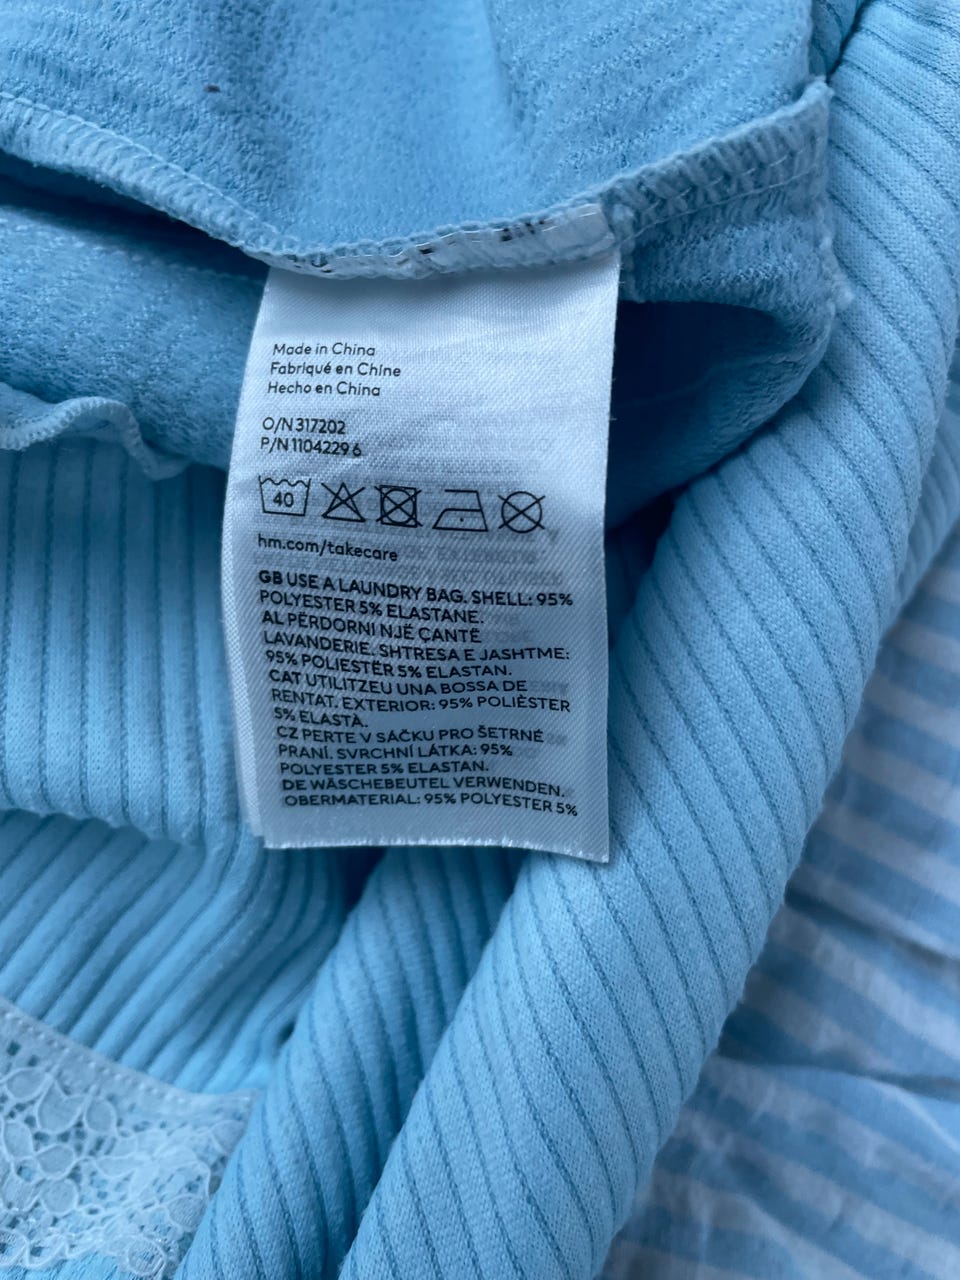 Made in China
Fabriqué en Chine
Hecho en China
O/N 317202
P/N 1104229 6
40
hm.com/takecare
GB USE A LAUNDRY BAG. SHELL: 95%
POLYESTER 5% ELASTANE.
AL PËRDORNI NJË ÇANTË
LAVANDERIE. SHTRESA E JASHTME:
95% POLIESTËR 5% ELASTAN.
CAT UTILITZEU UNA BOSSA DE
RENTAT. EXTERIOR: 95% POLIÈSTER
5% ELASTÀ.
CZ PERTE V SÁČKU PRO ŠETRNÉ
PRANÍ. SVRCHNÍ LÁTKA: 95%
POLYESTER 5% ELASTAN.
DE WÄSCHEBEUTEL VERWENDEN.
OBERMATERIAL: 95% POLYESTER 5%